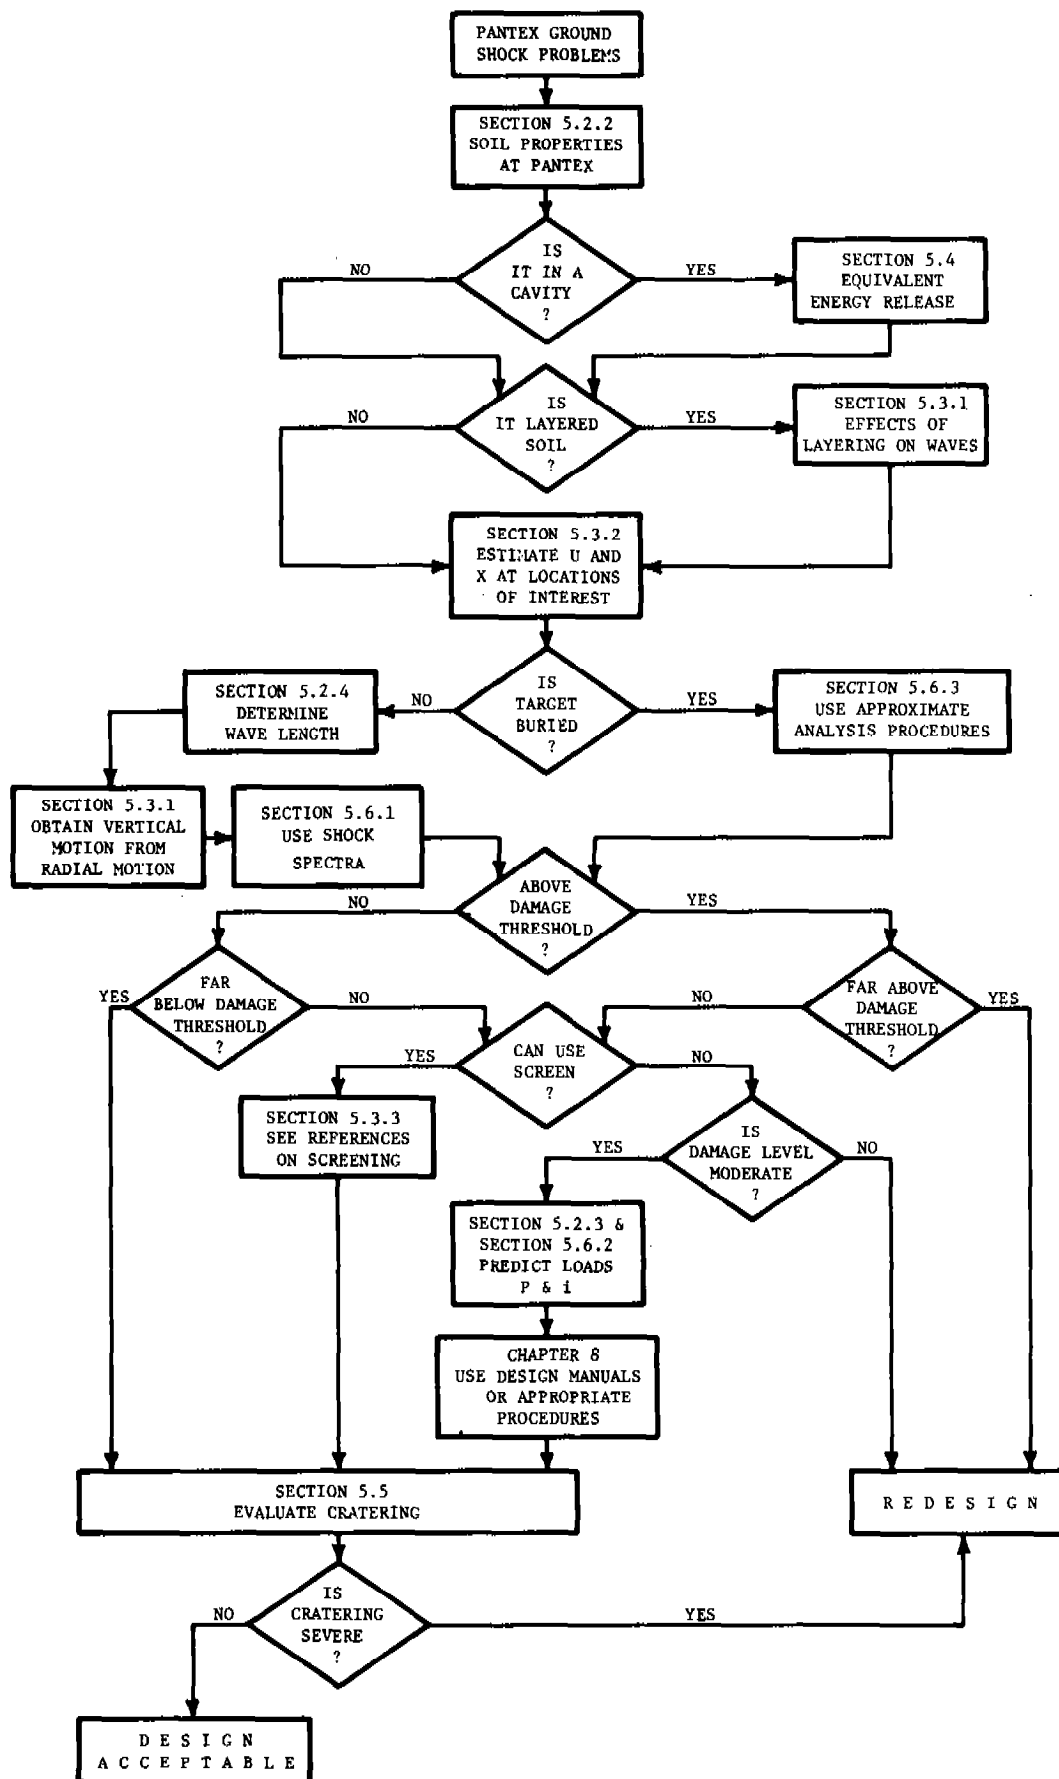 PANTEX GROUND
SHOCK PROBLEMS
SECTION 5.2.2
SOIL PROPERTIES
AT PANTEX
IS
IT IN A
CAVITY
?
NO
YES
SECTION 5.4
EQUIVALENT
ENERGY RELEASE
IS
IT LAYERED
SOIL
?
NO
YES
SECTION 5.3.1
EFFECTS OF
LAYERING ON WAVES
SECTION 5.3.2
ESTIMATE U AND
X AT LOCATIONS
OF INTEREST
IS
TARGET
BURIED
?
NO
YES
SECTION 5.2.4
DETERMINE
WAVE LENGTH
SECTION 5.6.3
USE APPROXIMATE
ANALYSIS PROCEDURES
SECTION 5.3.1
OBTAIN VERTICAL
MOTION FROM
RADIAL MOTION
SECTION 5.6.1
USE SHOCK
SPECTRA
ABOVE
DAMAGE
THRESHOLD
?
NO
YES
FAR
BELOW DAMAGE
THRESHOLD
?
YES
NO
FAR ABOVE
DAMAGE
THRESHOLD
?
NO
YES
CAN USE
SCREEN
?
YES
NO
SECTION 5.3.3
SEE REFERENCES
ON SCREENING
IS
DAMAGE LEVEL
MODERATE
?
YES
NO
SECTION 5.2.3 &
SECTION 5.6.2
PREDICT LOADS
P & i
CHAPTER 8
USE DESIGN MANUALS
OR APPROPRIATE
PROCEDURES
SECTION 5.5
EVALUATE CRATERING
R E D E S I G N
IS
CRATERING
SEVERE
?
NO
YES
D E S I G N
A C C E P T A B L E